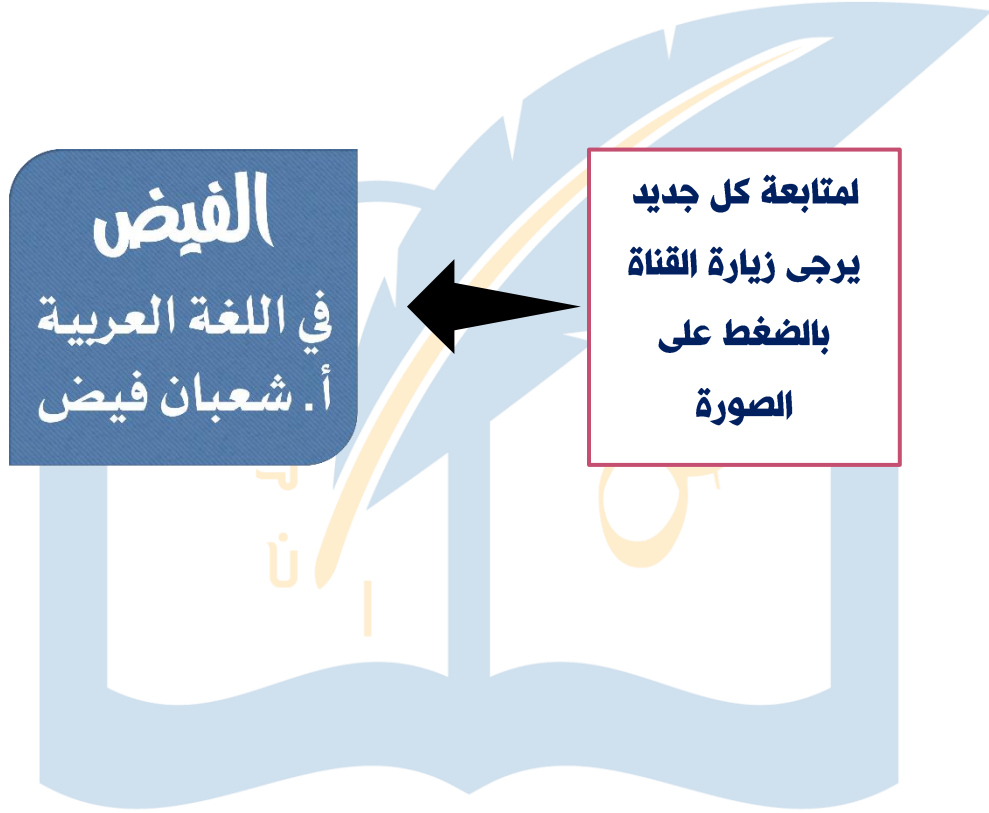 لمتابعة كل جديد
يرجى زيارة القناة
بالضغط على
الصورة
الفيض
في اللغة العربية
أ. شعبان فيض
ن
ا